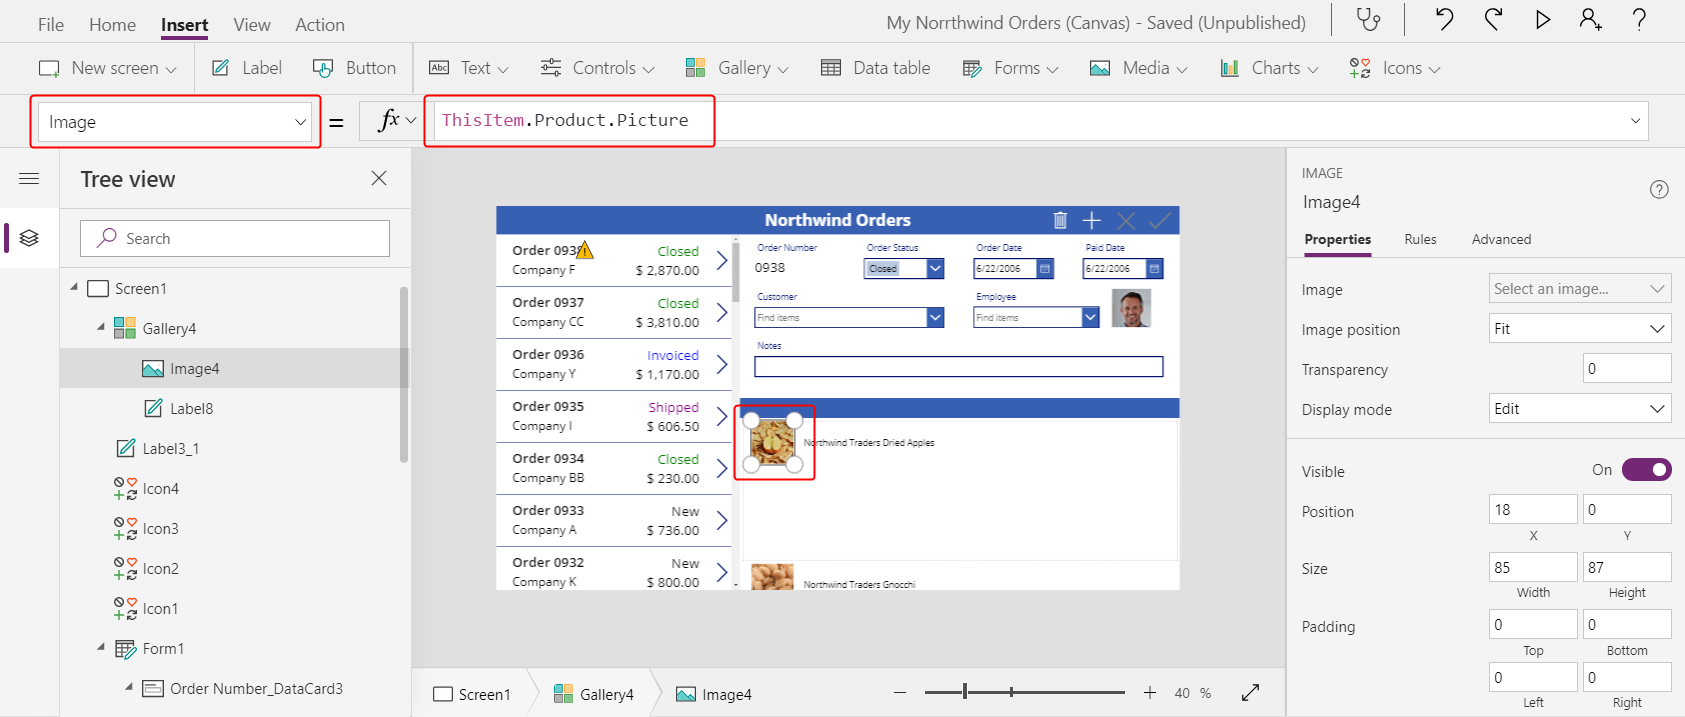 File Home Insert View Action My Norrthwind Orders (Canvas) - Saved (Unpublished) ?
New screen Label Button Abc Text Controls Gallery Data table Forms Media Charts Icons
Image = fx ThisItem.Product.Picture
Tree view
Search
Screen1
Gallery4
Image4
Label8
Label3_1
Icon4
Icon3
Icon2
Icon1
Form1
Order Number_DataCard3
Northwind Orders
Order 0938 Closed
Company F $ 2,870.00
Order 0937 Closed
Company CC $ 3,810.00
Order 0936 Invoiced
Company Y $ 1,170.00
Order 0935 Shipped
Company I $ 606.50
Order 0934 Closed
Company BB $ 230.00
Order 0933 New
Company A $ 736.00
Order 0932 New
Company K $ 800.00
Order Number Order Status Order Date Paid Date
0938 Closed 6/22/2006 6/22/2006
Customer Employee
Find items Find items
Notes
Northwind Traders Dried Apples
Northwind Traders Gnocchi
Screen1 Gallery4 Image4 40 %
IMAGE
Image4 ?
Properties Rules Advanced
Image Select an image...
Image position Fit
Transparency 0
Display mode Edit
Visible On
Position 18 0
X Y
Size 85 87
Width Height
Padding 0 0
Top Bottom
0 0
Left Right